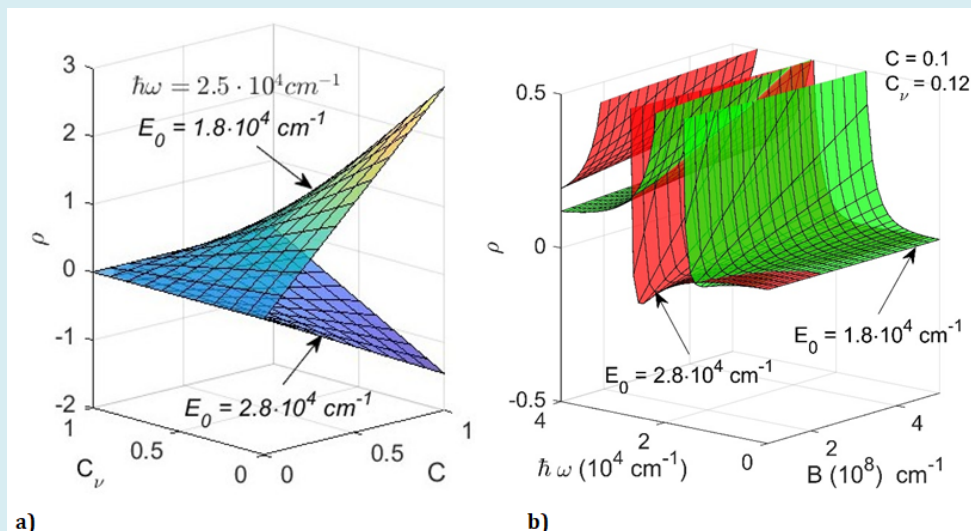 3
2
1
0
-1
-2
ρ
ħω = 2.5 · 10⁴cm⁻¹
E₀ = 1.8·10⁴ cm⁻¹
E₀ = 2.8·10⁴ cm⁻¹
1
0.5
0
C_ν
0
0.5
1
C
a)
C = 0.1
C_ν = 0.12
0.5
0
-0.5
ρ
E₀ = 1.8·10⁴ cm⁻¹
E₀ = 2.8·10⁴ cm⁻¹
4
2
0
ħ ω (10⁴ cm⁻¹)
2
4
B (10⁸) cm⁻¹
b)